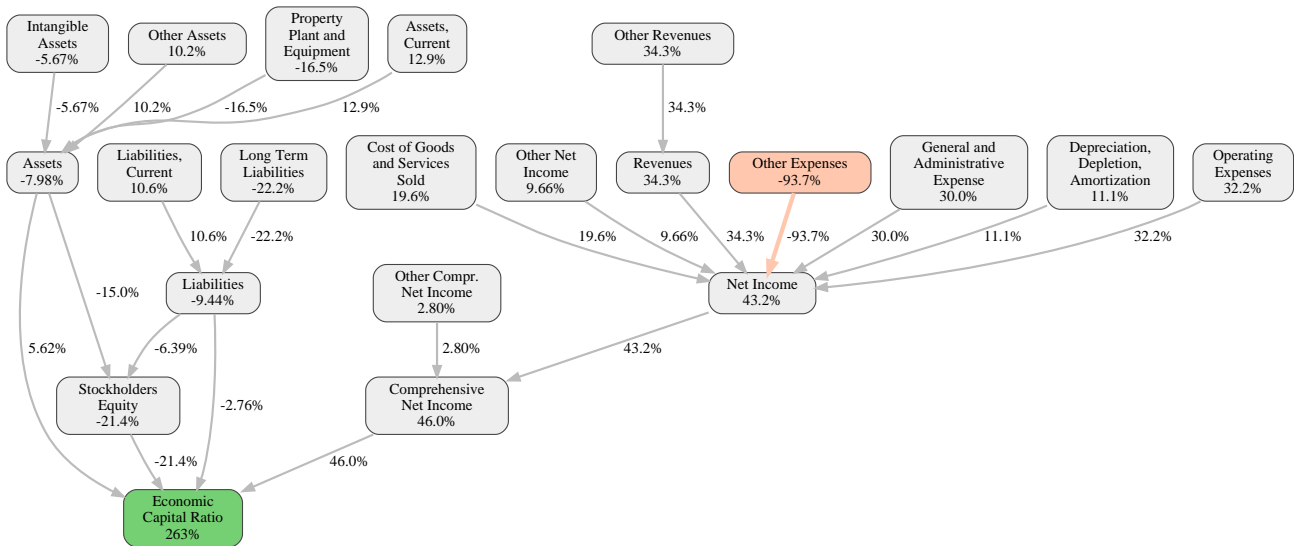 Intangible
Assets
-5.67%
Other Assets
10.2%
Property
Plant and
Equipment
-16.5%
Assets,
Current
12.9%
Other Revenues
34.3%
-5.67%
10.2%
-16.5%
12.9%
34.3%
Assets
-7.98%
Liabilities,
Current
10.6%
Long Term
Liabilities
-22.2%
Cost of Goods
and Services
Sold
19.6%
Other Net
Income
9.66%
Revenues
34.3%
Other Expenses
-93.7%
General and
Administrative
Expense
30.0%
Depreciation,
Depletion,
Amortization
11.1%
Operating
Expenses
32.2%
10.6%
-22.2%
19.6%
9.66%
34.3%
-93.7%
30.0%
11.1%
32.2%
-15.0%
Liabilities
-9.44%
Other Compr.
Net Income
2.80%
Net Income
43.2%
5.62%
-6.39%
2.80%
43.2%
Stockholders
Equity
-21.4%
-2.76%
Comprehensive
Net Income
46.0%
-21.4%
46.0%
Economic
Capital Ratio
263%